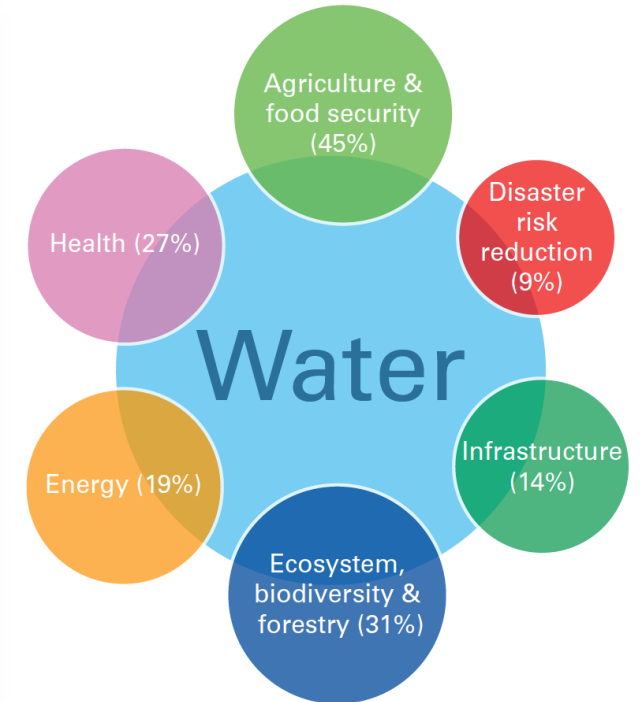 Agriculture &
food security
(45%)
Disaster
risk
reduction
(9%)
Health (27%)
Water
Infrastructure
(14%)
Energy (19%)
Ecosystem,
biodiversity &
forestry (31%)